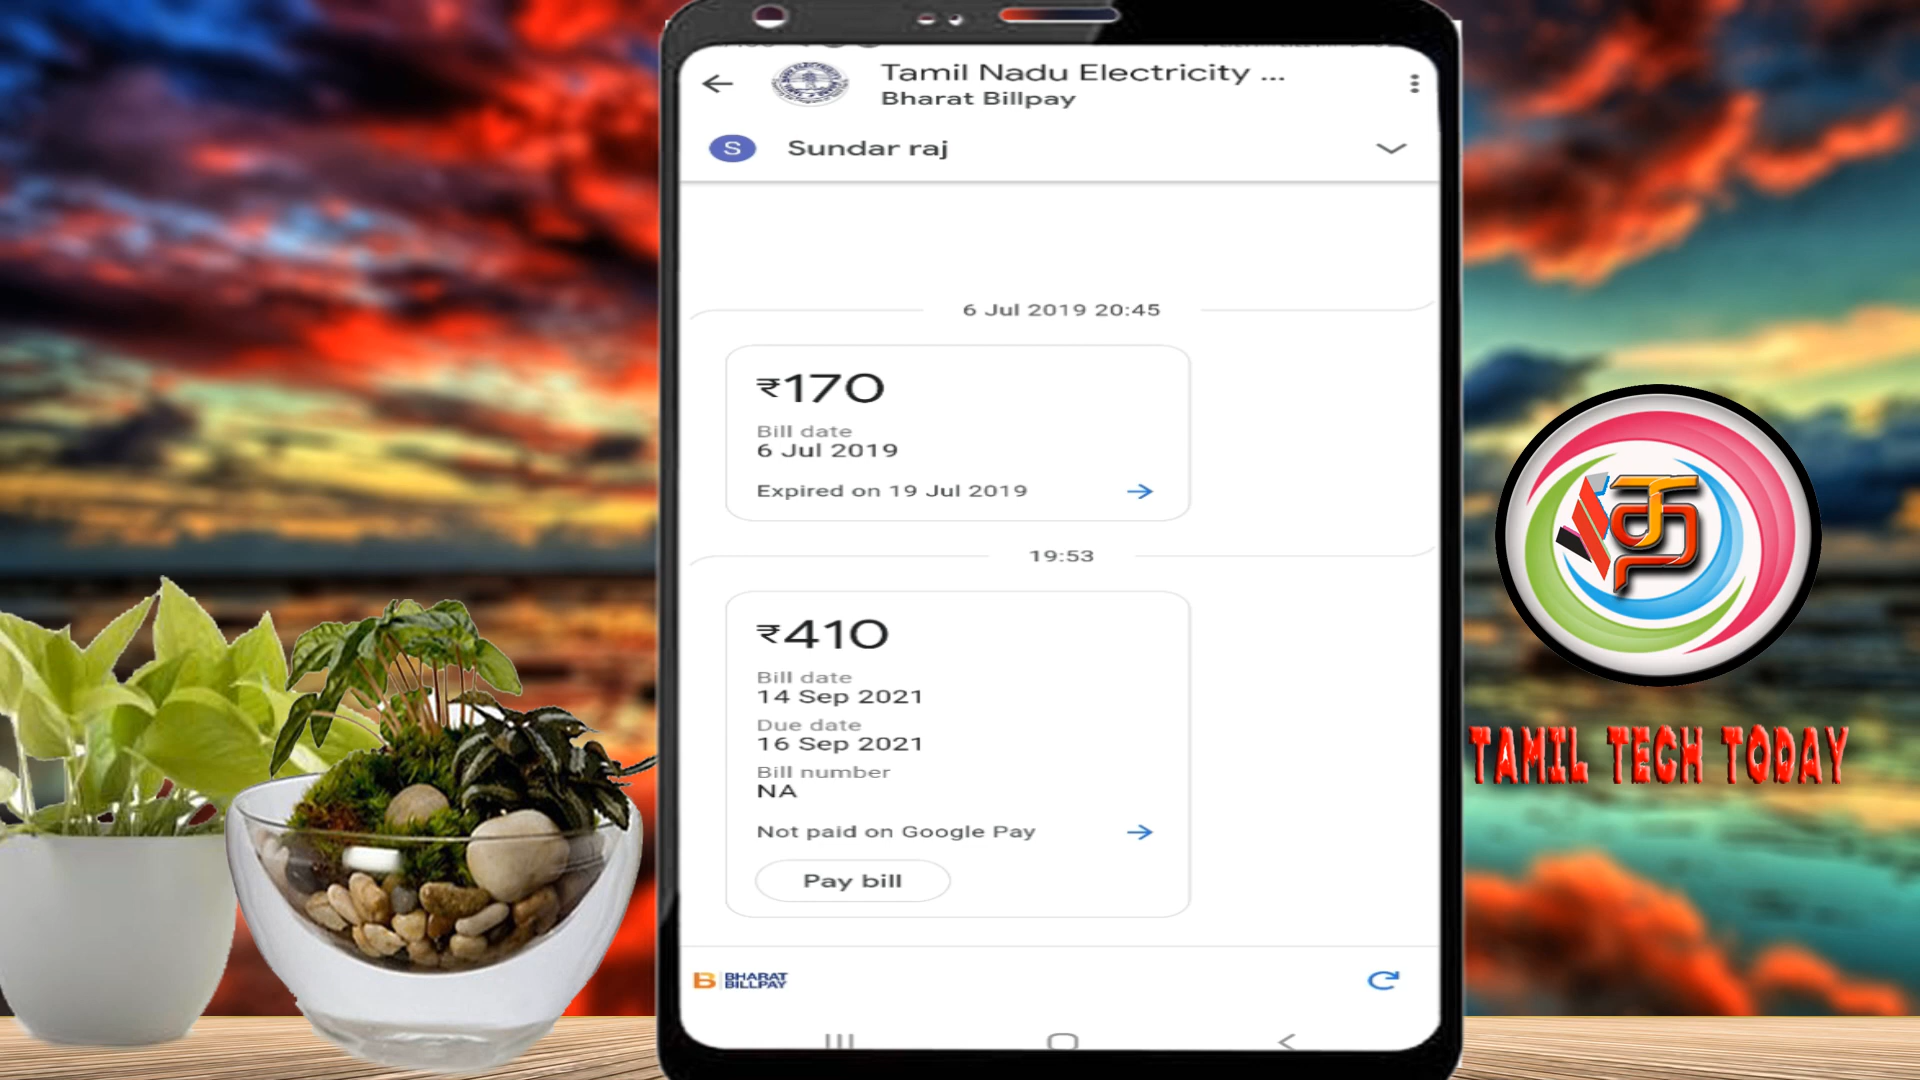 Tamil Nadu Electricity ...
Bharat Billpay
S
Sundar raj
6 Jul 2019 20:45
₹170
Bill date
6 Jul 2019
Expired on 19 Jul 2019
19:53
₹410
Bill date
14 Sep 2021
Due date
16 Sep 2021
Bill number
NA
Not paid on Google Pay
Pay bill
B BHARAT
BILLPAY
த
TAMIL TECH TODAY